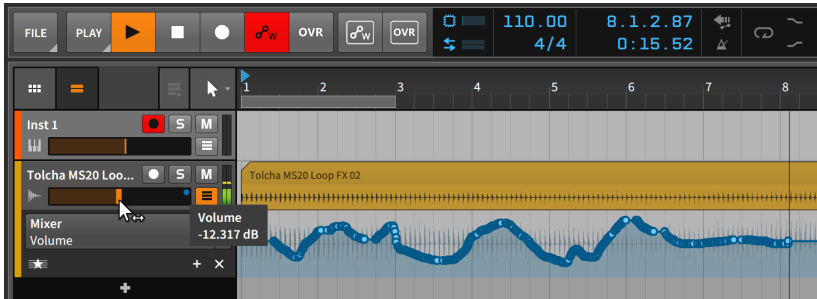 FILE PLAY OVR OVR 110.00 8.1.2.87
4/4 0:15.52
1 2 3 4 5 6 7 8
Inst 1 S M
Tolcha MS20 Loo... S M
Tolcha MS20 Loop FX 02
Mixer
Volume
Volume
-12.317 dB